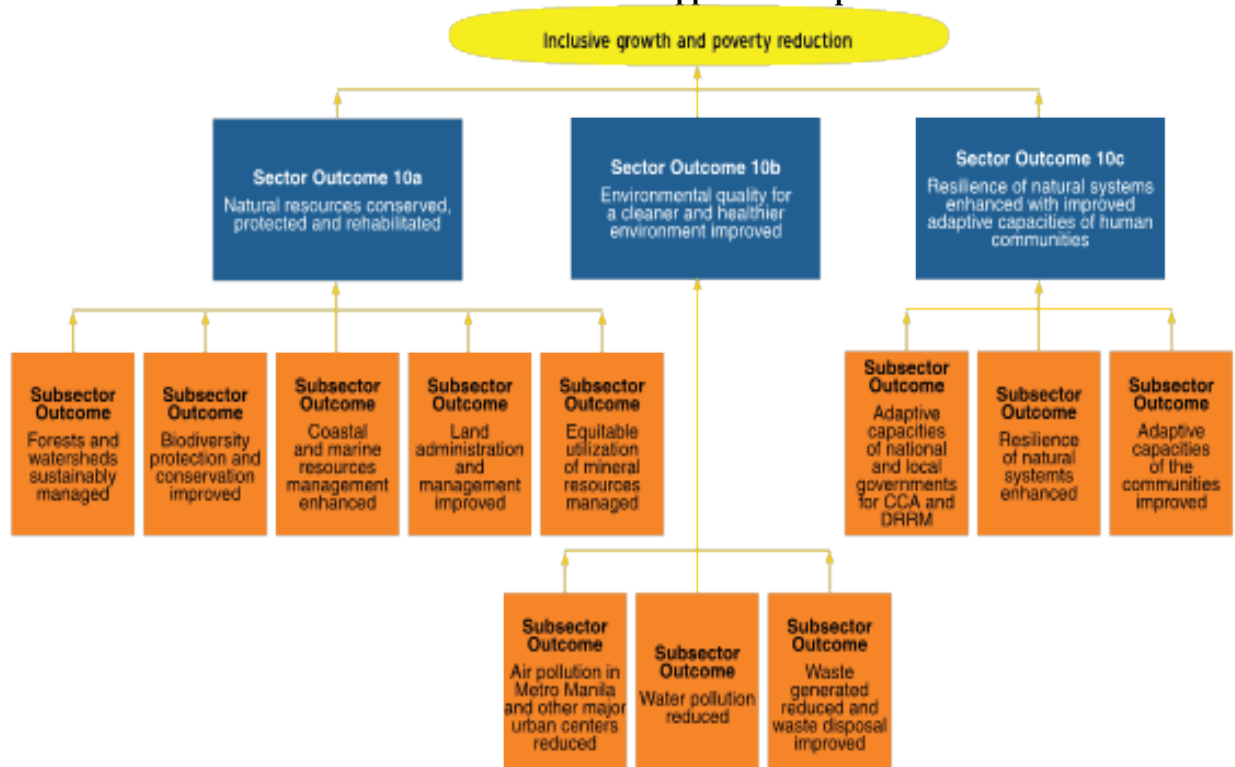 Inclusive growth and poverty reduction
Sector Outcome 10a
Natural resources conserved,
protected and rehabilitated
Sector Outcome 10b
Environmental quality for
a cleaner and healthier
environment improved
Sector Outcome 10c
Resilience of natural systems
enhanced with improved
adaptive capacities of human
communities
Subsector
Outcome
Forests and
watersheds
sustainably
managed
Subsector
Outcome
Biodiversity
protection and
conservation
improved
Subsector
Outcome
Coastal
and marine
resources
management
enhanced
Subsector
Outcome
Land
administration
and
management
improved
Subsector
Outcome
Equitable
utilization
of mineral
resources
managed
Subsector
Outcome
Adaptive
capacities
of national
and local
governments
for CCA and
DRRM
Subsector
Outcome
Resilience
of natural
systemts
enhanced
Subsector
Outcome
Adaptive
capacities
of the
communities
improved
Subsector
Outcome
Air pollution in
Metro Manila
and other major
urban centers
reduced
Subsector
Outcome
Water pollution
reduced
Subsector
Outcome
Waste
generated
reduced and
waste disposal
improved